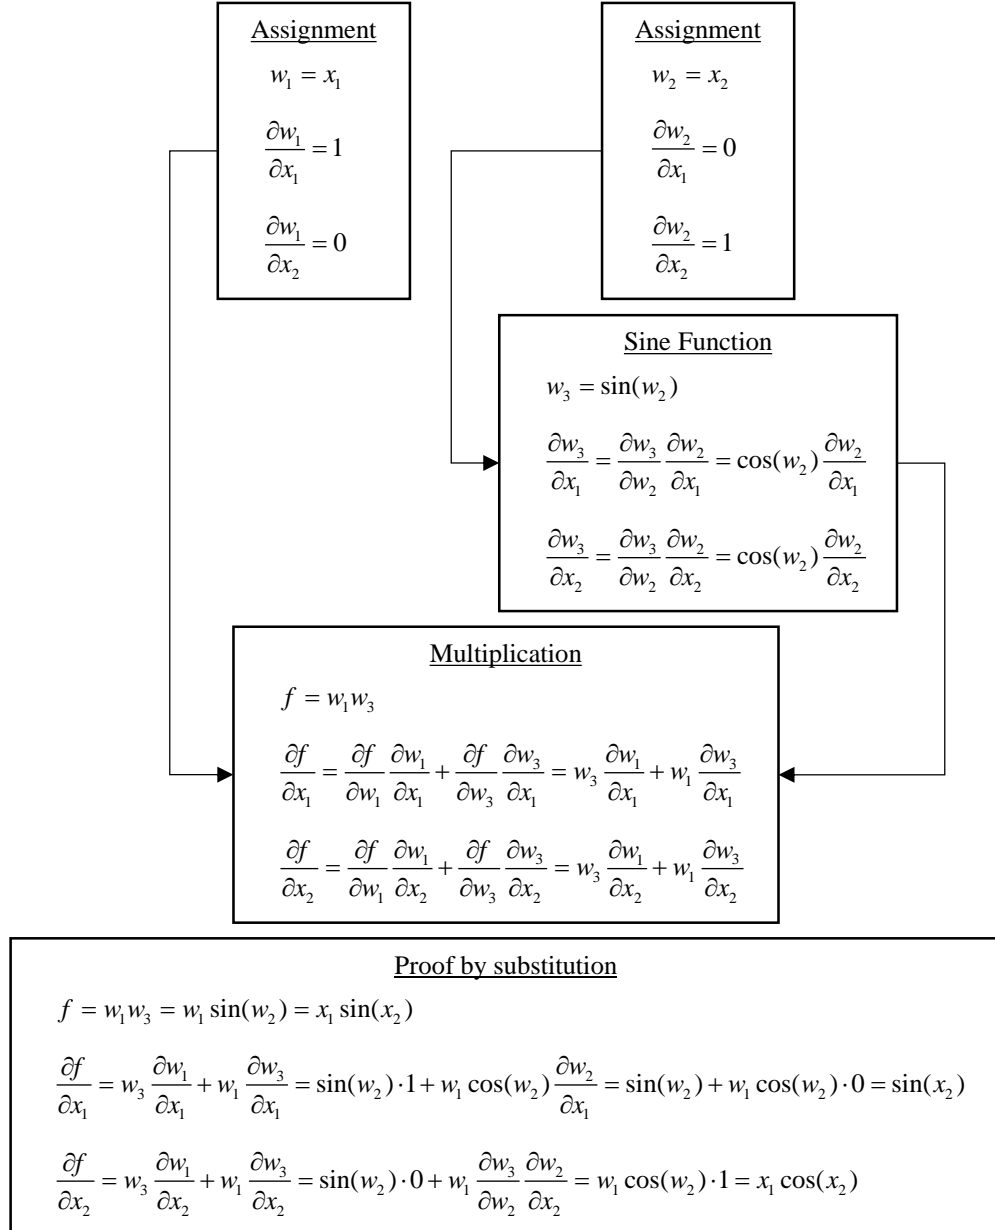 Assignment
w₁ = x₁
∂w₁/∂x₁ = 1
∂w₁/∂x₂ = 0
Assignment
w₂ = x₂
∂w₂/∂x₁ = 0
∂w₂/∂x₂ = 1
Sine Function
w₃ = sin(w₂)
∂w₃/∂x₁ = ∂w₃/∂w₂ ∂w₂/∂x₁ = cos(w₂) ∂w₂/∂x₁
∂w₃/∂x₂ = ∂w₃/∂w₂ ∂w₂/∂x₂ = cos(w₂) ∂w₂/∂x₂
Multiplication
f = w₁w₃
∂f/∂x₁ = ∂f/∂w₁ ∂w₁/∂x₁ + ∂f/∂w₃ ∂w₃/∂x₁ = w₃ ∂w₁/∂x₁ + w₁ ∂w₃/∂x₁
∂f/∂x₂ = ∂f/∂w₁ ∂w₁/∂x₂ + ∂f/∂w₃ ∂w₃/∂x₂ = w₃ ∂w₁/∂x₂ + w₁ ∂w₃/∂x₂
Proof by substitution
f = w₁w₃ = w₁ sin(w₂) = x₁ sin(x₂)
∂f/∂x₁ = w₃ ∂w₁/∂x₁ + w₁ ∂w₃/∂x₁ = sin(w₂)·1 + w₁ cos(w₂) ∂w₂/∂x₁ = sin(w₂) + w₁ cos(w₂)·0 = sin(x₂)
∂f/∂x₂ = w₃ ∂w₁/∂x₂ + w₁ ∂w₃/∂x₂ = sin(w₂)·0 + w₁ ∂w₃/∂w₂ ∂w₂/∂x₂ = w₁ cos(w₂)·1 = x₁ cos(x₂)